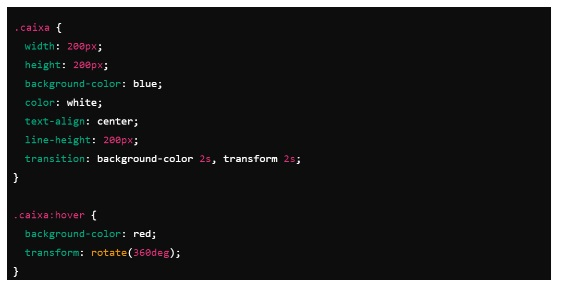 .caixa {
  width: 200px;
  height: 200px;
  background-color: blue;
  color: white;
  text-align: center;
  line-height: 200px;
  transition: background-color 2s, transform 2s;
}

.caixa:hover {
  background-color: red;
  transform: rotate(360deg);
}